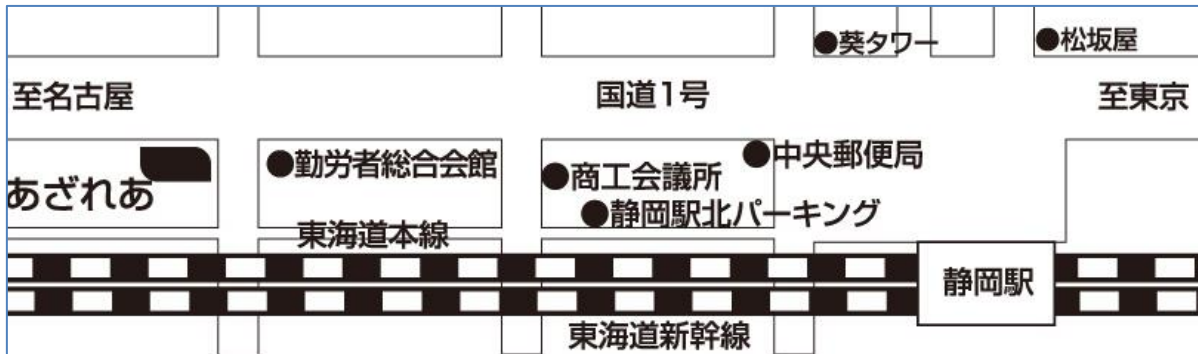 ●葵タワー
●松坂屋
至名古屋
国道1号
至東京
●中央郵便局
●勤労者総合会館
●商工会議所
あざれあ
●静岡駅北パーキング
東海道本線
静岡駅
東海道新幹線